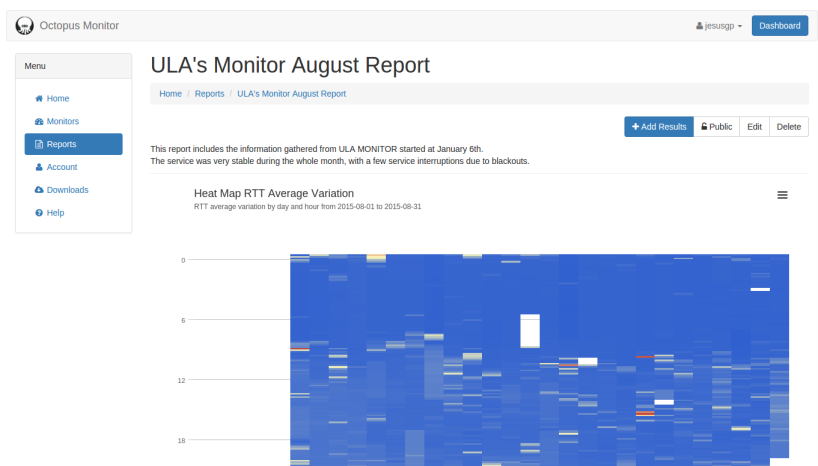 Octopus Monitor
jesusgp
Dashboard
Menu
Home
Monitors
Reports
Account
Downloads
Help
ULA's Monitor August Report
Home / Reports / ULA's Monitor August Report
+ Add Results
Public
Edit
Delete
This report includes the information gathered from ULA MONITOR started at January 6th.
The service was very stable during the whole month, with a few service interruptions due to blackouts.
Heat Map RTT Average Variation
RTT average variation by day and hour from 2015-08-01 to 2015-08-31
0
6
12
18